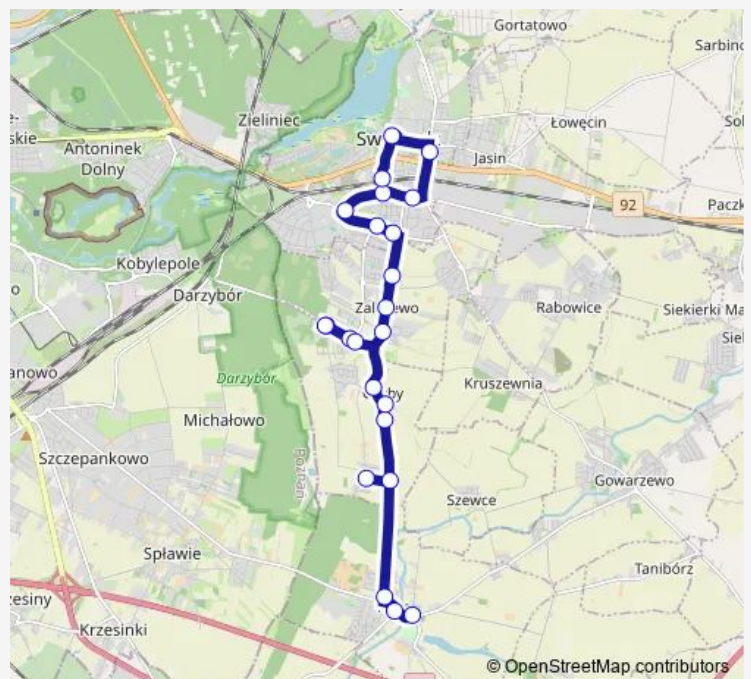 Gortatowo
Sarbino
Zieliniec
Łowęcin
Antoninek
Dolny
Jasin
92
Paczk
Kobylepole
Darzybór
Rabowice
Siekierki Ma
Darzybór
Kruszewnia
Michałowo
Szczepankowo
Poznań
Gowarzewo
Szewce
Spławie
Tanibórz
Krzesinki
© OpenStreetMap contributors